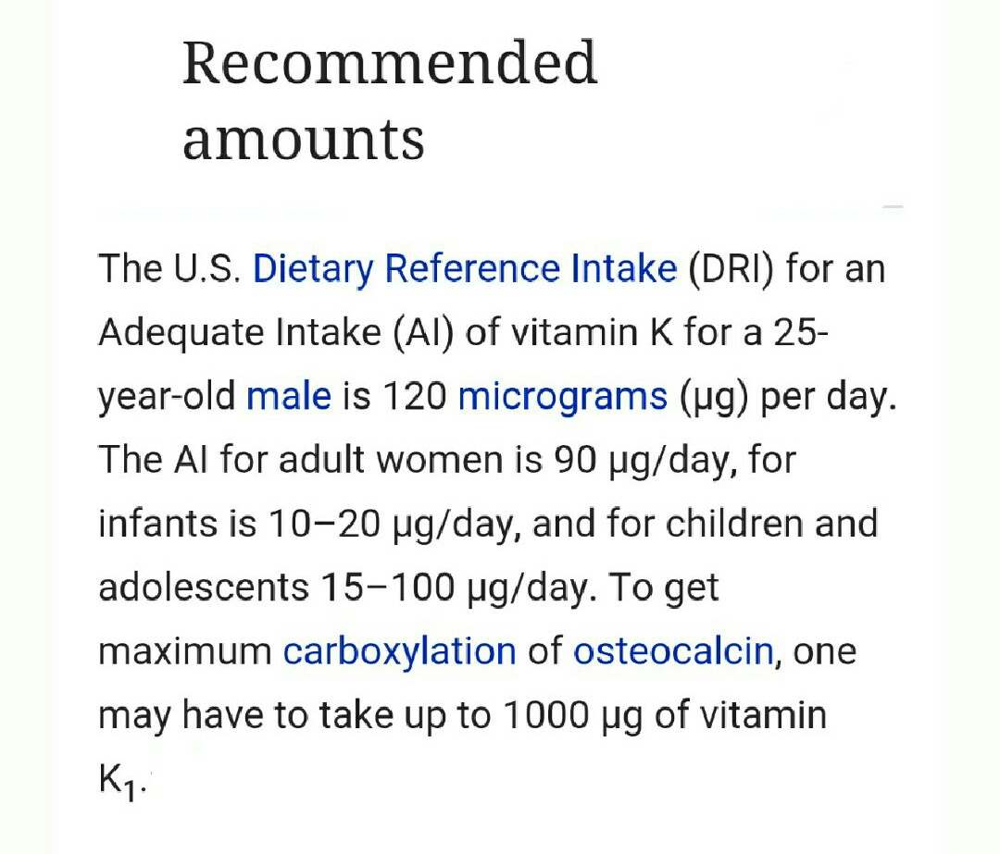 Recommended
amounts
The U.S. Dietary Reference Intake (DRI) for an
Adequate Intake (AI) of vitamin K for a 25-
year-old male is 120 micrograms (μg) per day.
The AI for adult women is 90 μg/day, for
infants is 10–20 μg/day, and for children and
adolescents 15–100 μg/day. To get
maximum carboxylation of osteocalcin, one
may have to take up to 1000 μg of vitamin
K₁.